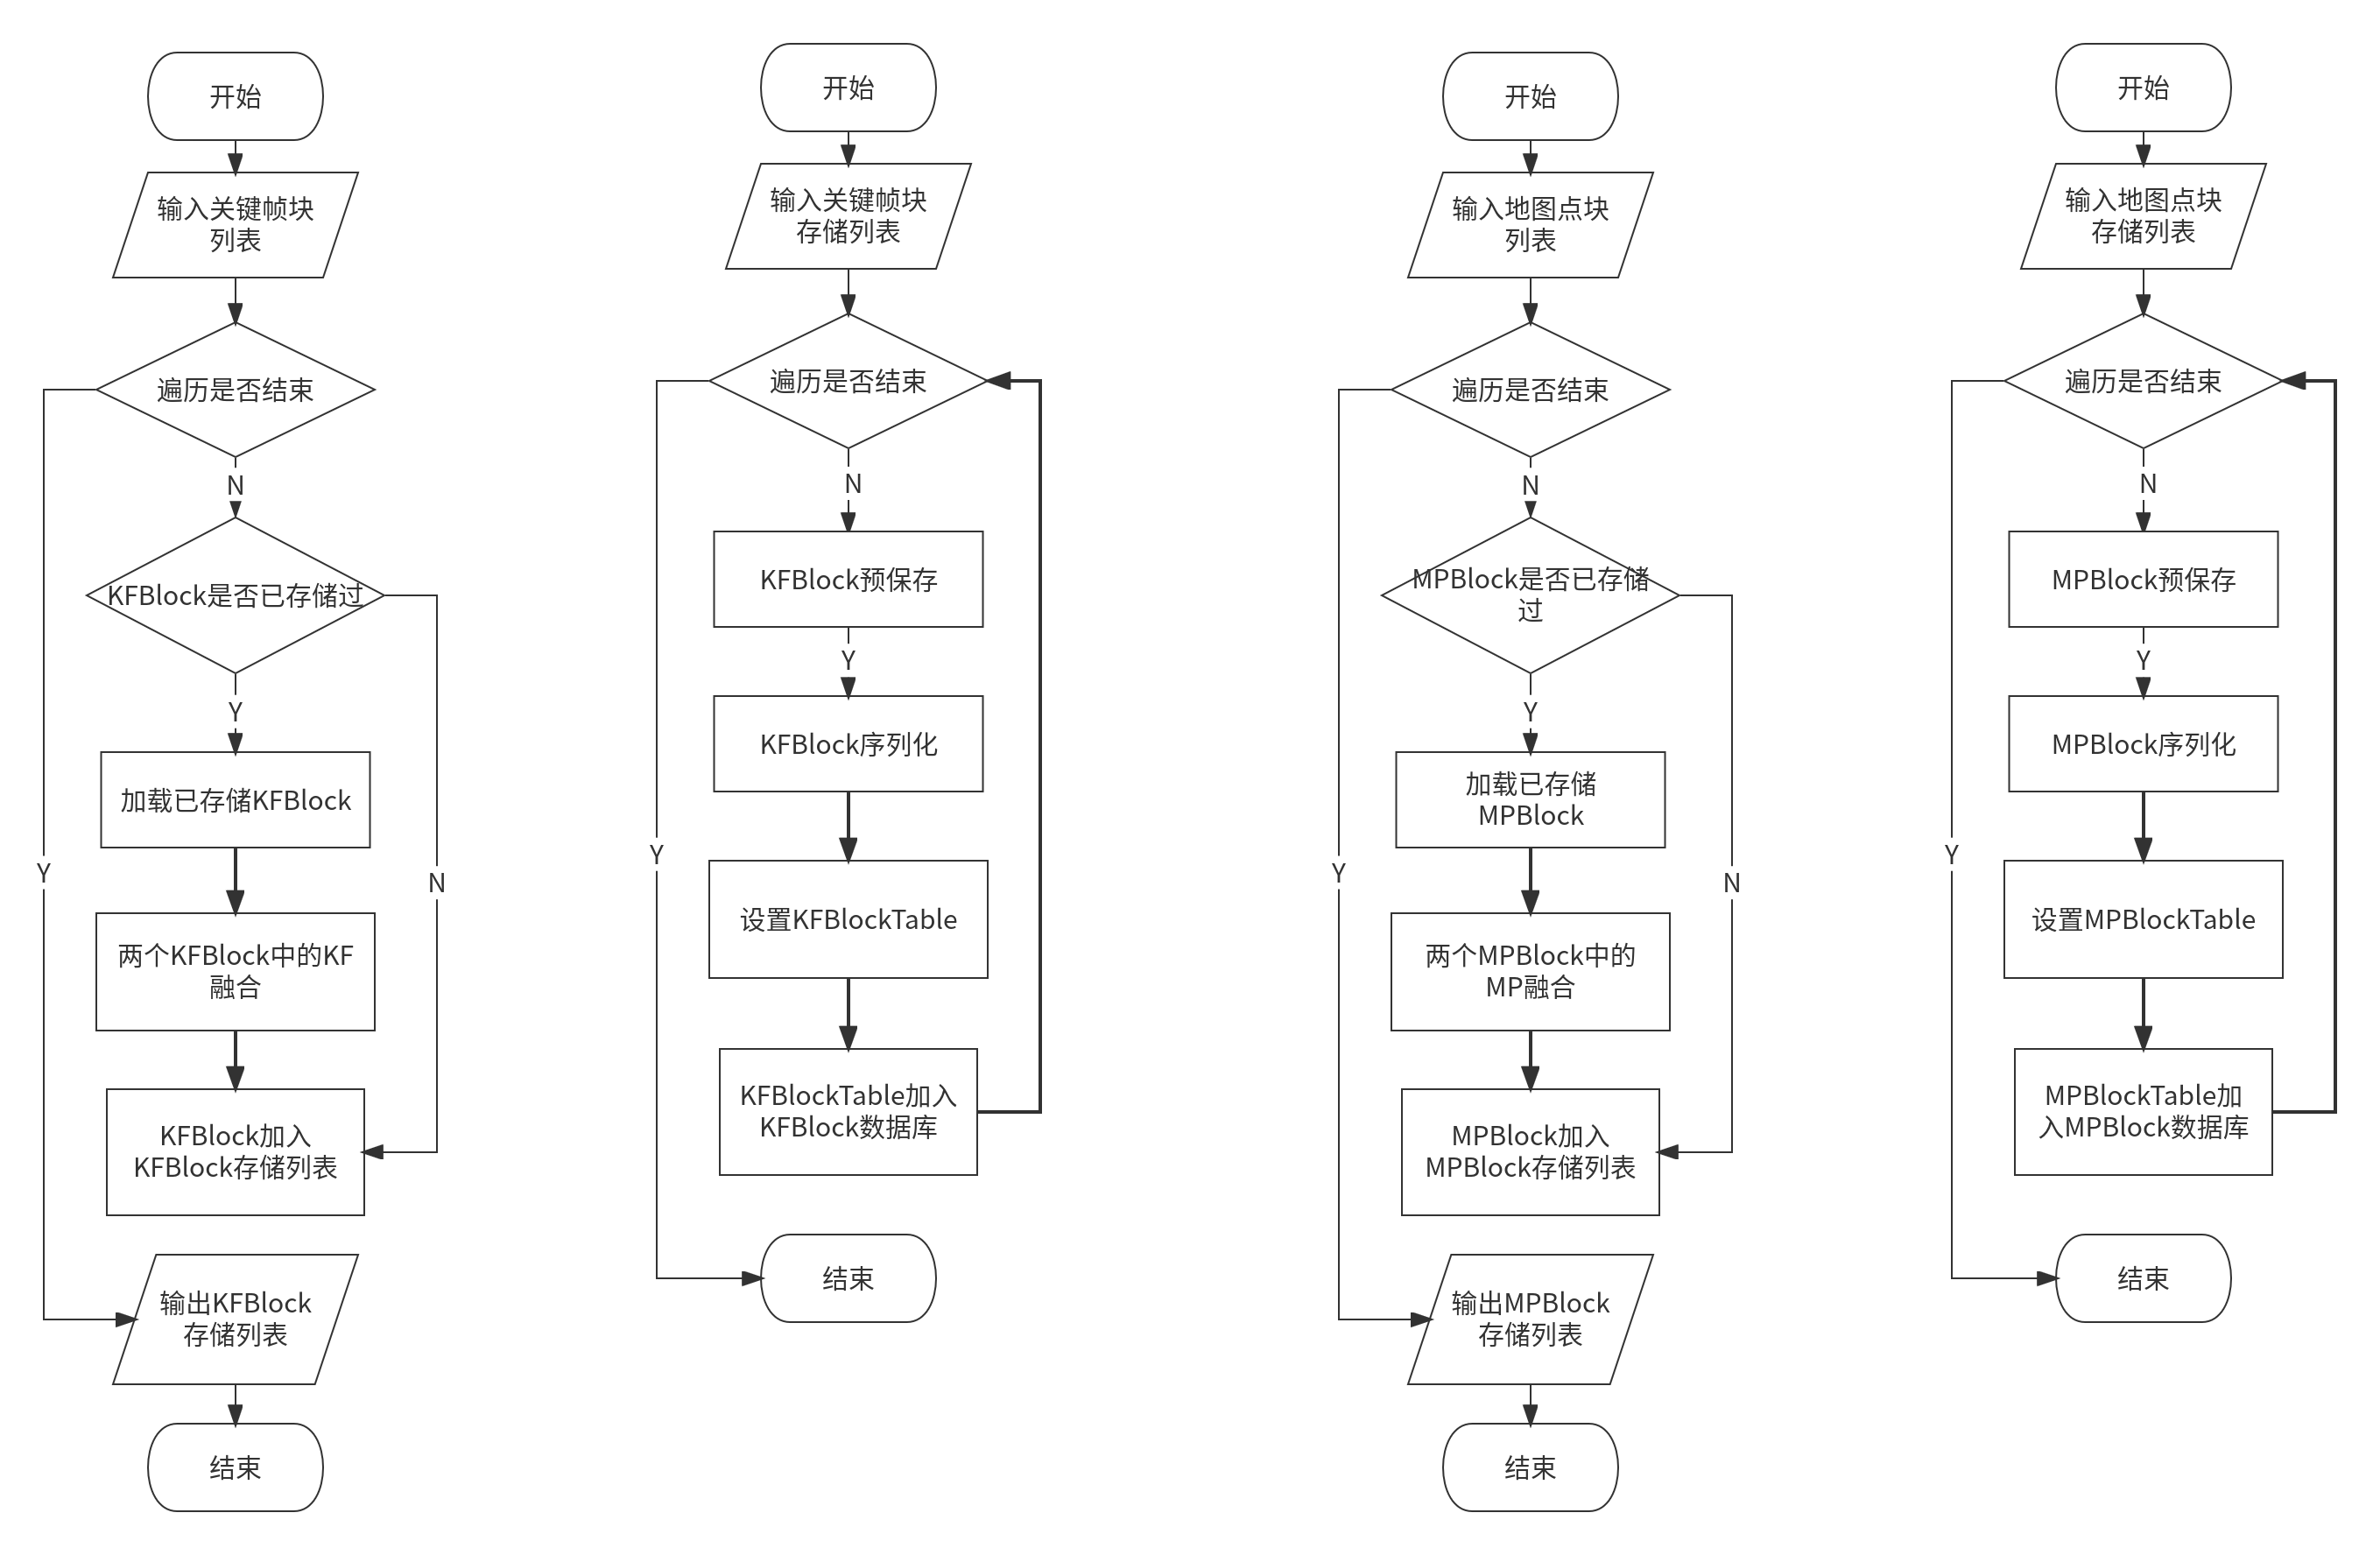 开始
输入关键帧块
列表
遍历是否结束
N
KFBlock是否已存储过
Y
加载已存储KFBlock
Y
N
两个KFBlock中的KF
融合
KFBlock加入
KFBlock存储列表
输出KFBlock
存储列表
结束
开始
输入关键帧块
存储列表
遍历是否结束
N
KFBlock预保存
Y
KFBlock序列化
Y
设置KFBlockTable
KFBlockTable加入
KFBlock数据库
结束
开始
输入地图点块
列表
遍历是否结束
N
MPBlock是否已存储
过
Y
加载已存储
MPBlock
Y
N
两个MPBlock中的
MP融合
MPBlock加入
MPBlock存储列表
输出MPBlock
存储列表
结束
开始
输入地图点块
存储列表
遍历是否结束
N
MPBlock预保存
Y
MPBlock序列化
Y
设置MPBlockTable
MPBlockTable加
入MPBlock数据库
结束